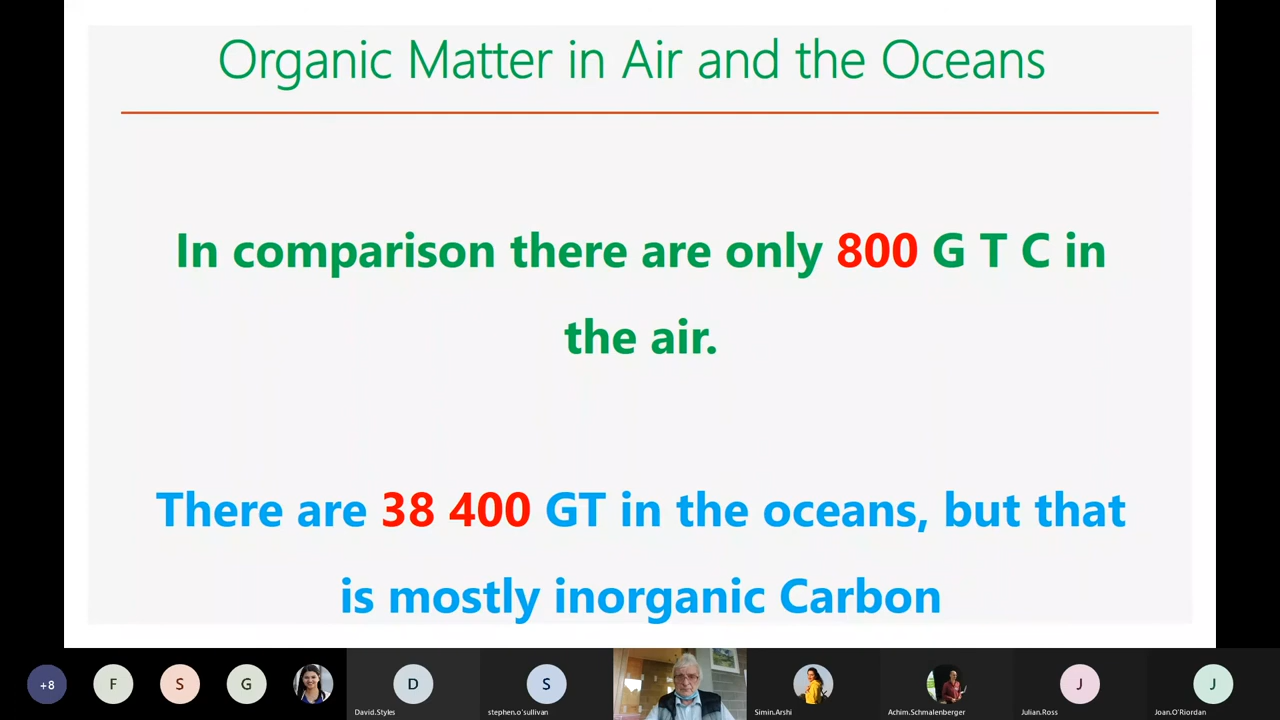 Organic Matter in Air and the Oceans
In comparison there are only 800 G T C in
the air.
There are 38 400 GT in the oceans, but that
is mostly inorganic Carbon
+8
F
S
G
D
S
J
J
David.Styles
stephen.o'sullivan
Simin.Arshi
Achim.Schmalenberger
Julian.Ross
Joan.O'Riordan